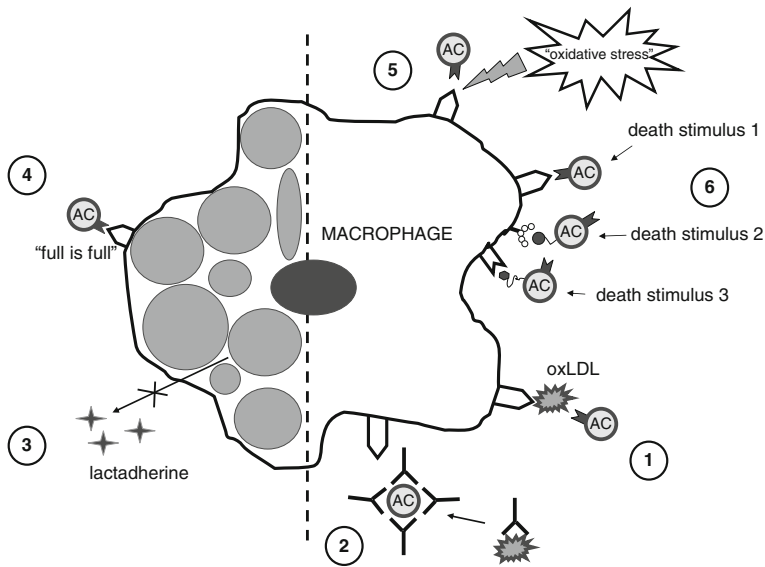 AC
"oxidative stress"
5
death stimulus 1
AC
4
6
AC
MACROPHAGE
AC
death stimulus 2
"full is full"
AC
death stimulus 3
oxLDL
AC
3
1
lactadherine
AC
2